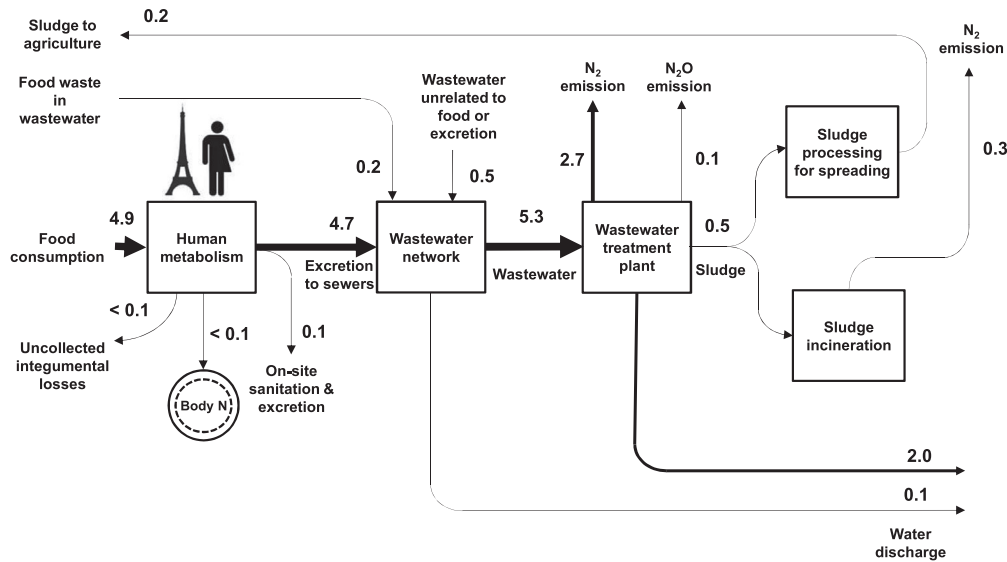 Sludge to
agriculture
0.2
N₂
emission
Food waste
in
wastewater
Wastewater
unrelated to
food or
excretion
N₂
emission
N₂O
emission
0.2
0.5
2.7
0.1
Sludge
processing
for spreading
0.3
4.9
Food
consumption
Human
metabolism
4.7
Excretion
to sewers
Wastewater
network
5.3
Wastewater
Wastewater
treatment
plant
0.5
Sludge
Sludge
incineration
< 0.1
Uncollected
integumental
losses
< 0.1
Body N
0.1
On-site
sanitation &
excretion
2.0
0.1
Water
discharge